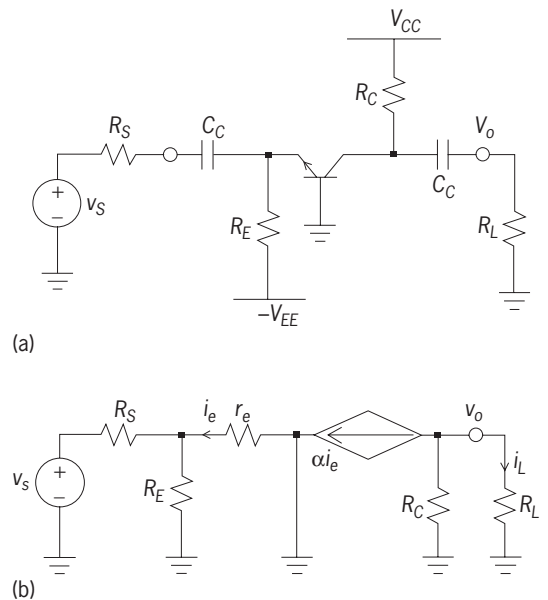 V_CC
R_C
R_S
C_C
V_o
+
−
v_S
R_E
C_C
R_L
−V_EE
(a)
R_S
i_e
r_e
v_o
+
−
v_s
R_E
αi_e
R_C
i_L
R_L
(b)